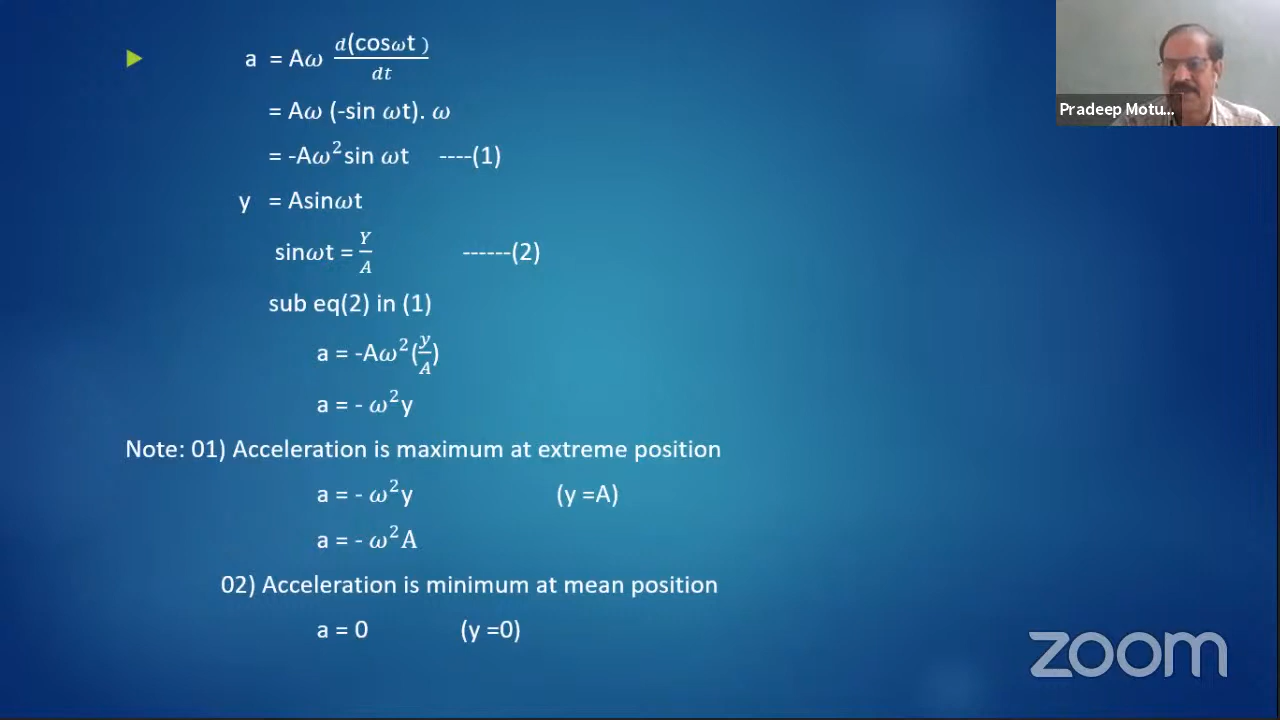 a = Aω d(cosωt )/dt
= Aω (-sin ωt). ω
= -Aω²sin ωt ----(1)
y = Asinωt
sinωt = Y/A ------(2)
sub eq(2) in (1)
a = -Aω²(y/A)
a = - ω²y
Note: 01) Acceleration is maximum at extreme position
a = - ω²y (y =A)
a = - ω²A
02) Acceleration is minimum at mean position
a = 0 (y =0)
Pradeep Motu...
zoom